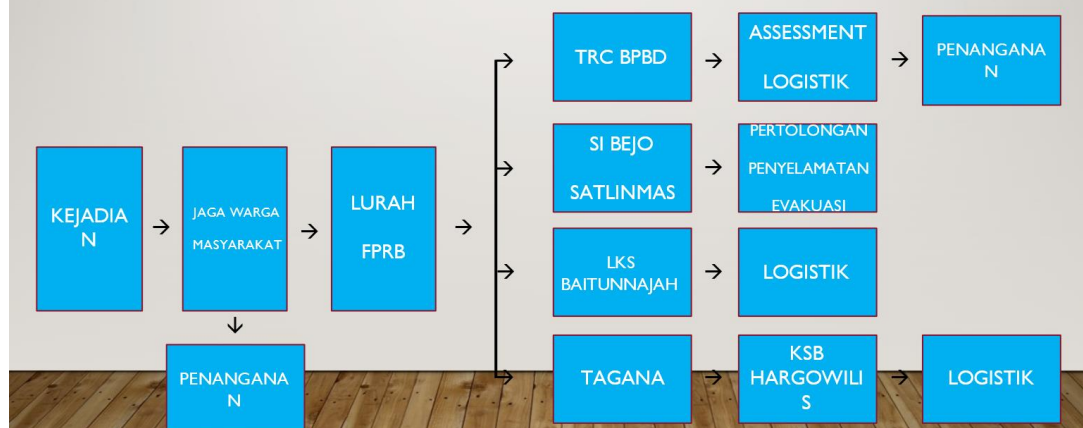 KEJADIA
N
JAGA WARGA
MASYARAKAT
PENANGANA
N
LURAH
FPRB
TRC BPBD
ASSESSMENT
LOGISTIK
PENANGANA
N
SI BEJO
SATLINMAS
PERTOLONGAN
PENYELAMATAN
EVAKUASI
LKS
BAITUNNAJAH
LOGISTIK
TAGANA
KSB
HARGOWILI
S
LOGISTIK